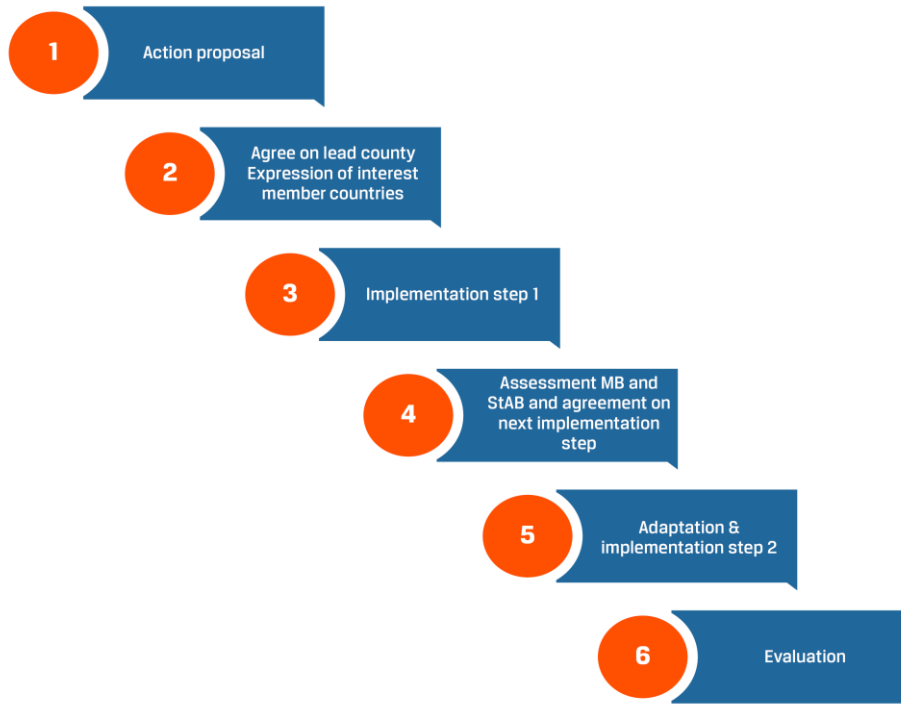 1
Action proposal
2
Agree on lead county
Expression of interest
member countries
3
Implementation step 1
4
Assessment MB and
StAB and agreement on
next implementation
step
5
Adaptation &
implementation step 2
6
Evaluation